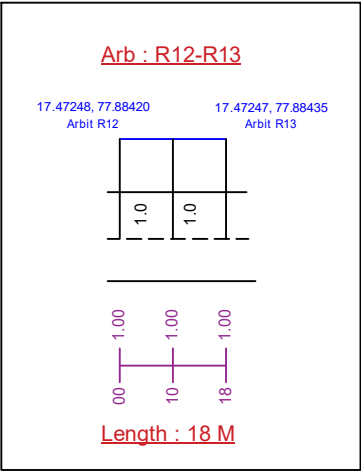 Arb : R12-R13
17.47248, 77.88420
Arbit R12
17.47247, 77.88435
Arbit R13
1.0
1.0
1.00
1.00
1.00
00
10
18
Length : 18 M